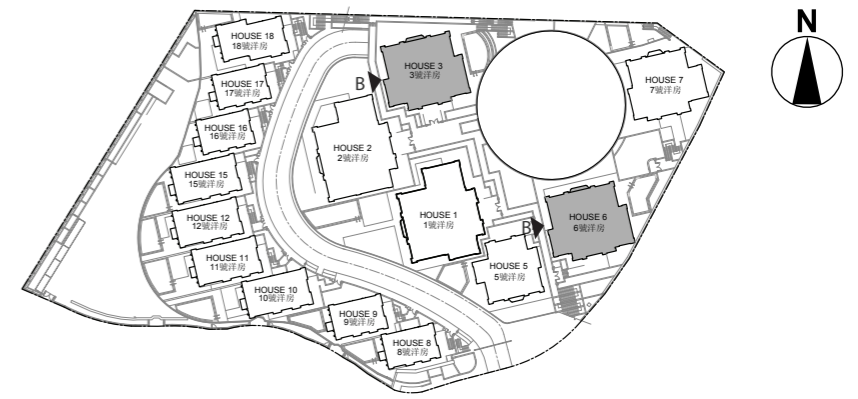 N
HOUSE 18
18號洋房
HOUSE 17
17號洋房
HOUSE 16
16號洋房
HOUSE 15
15號洋房
HOUSE 12
12號洋房
HOUSE 11
11號洋房
HOUSE 10
10號洋房
HOUSE 9
9號洋房
HOUSE 8
8號洋房
HOUSE 3
3號洋房
B
HOUSE 2
2號洋房
HOUSE 1
1號洋房
HOUSE 7
7號洋房
HOUSE 6
6號洋房
B
HOUSE 5
5號洋房